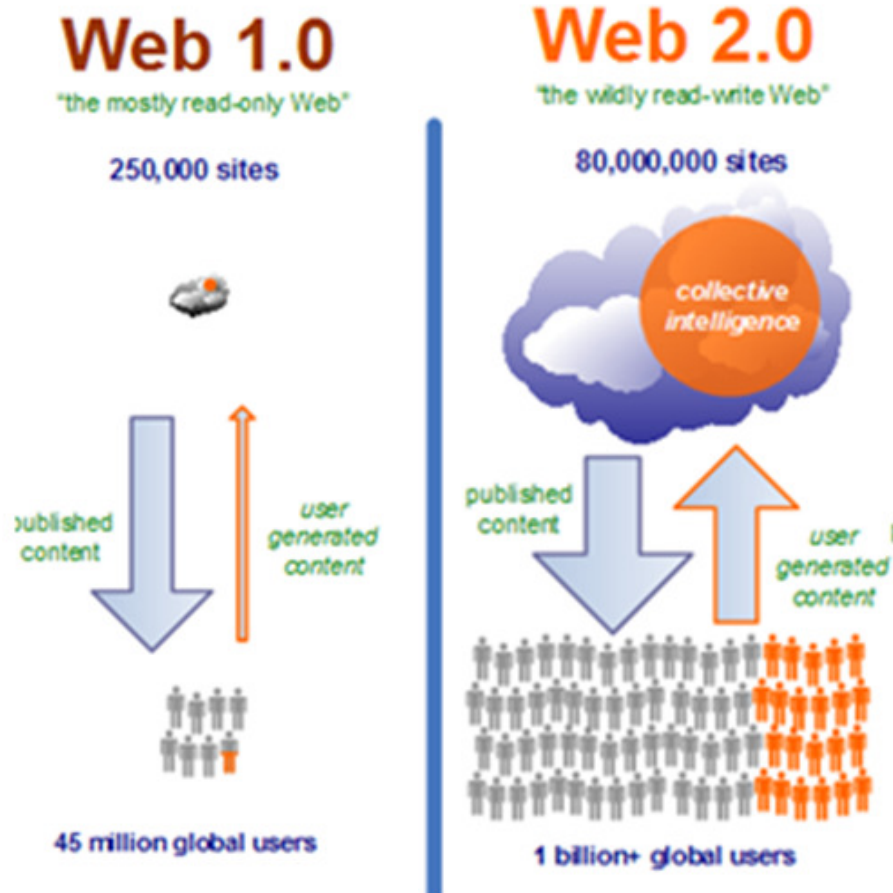 Web 1.0
"the mostly read-only Web"
250,000 sites
published
content
user
generated
content
45 million global users
Web 2.0
"the wildly read-write Web"
80,000,000 sites
collective
intelligence
published
content
user
generated
content
1 billion+ global users